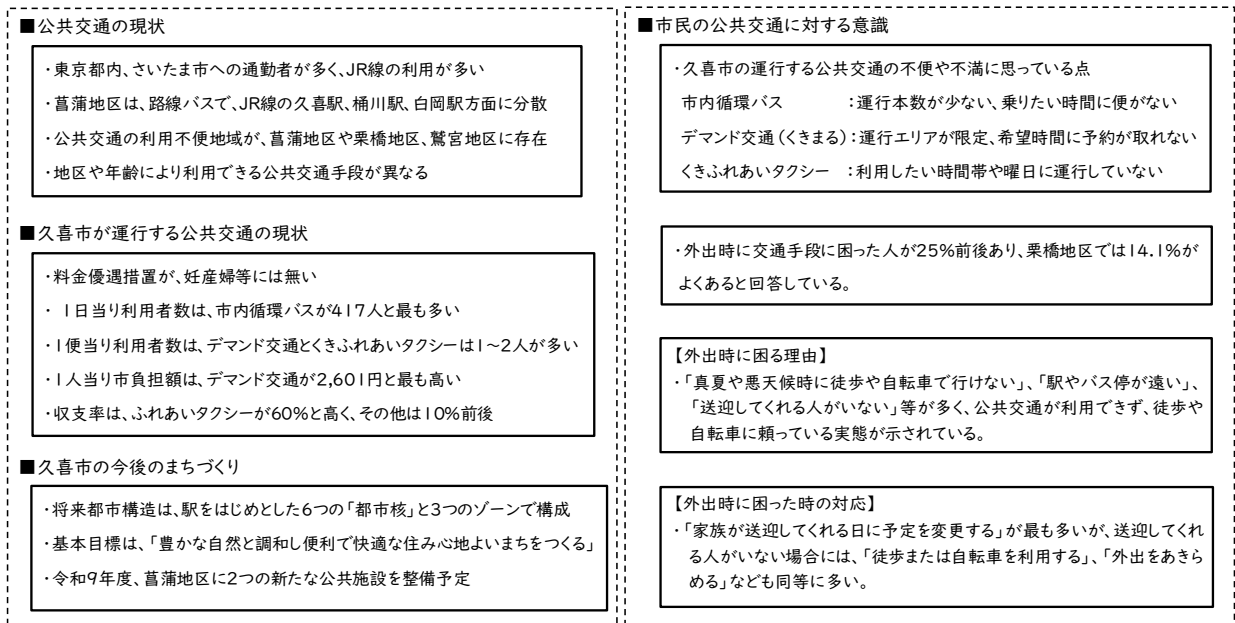 ■公共交通の現状
・東京都内、さいたま市への通勤者が多く、JR線の利用が多い
・菖蒲地区は、路線バスで、JR線の久喜駅、桶川駅、白岡駅方面に分散
・公共交通の利用不便地域が、菖蒲地区や栗橋地区、鷲宮地区に存在
・地区や年齢により利用できる公共交通手段が異なる
■久喜市が運行する公共交通の現状
・料金優遇措置が、妊産婦等には無い
・ 1日当り利用者数は、市内循環バスが417人と最も多い
・1便当り利用者数は、デマンド交通とくきふれあいタクシーは1~2人が多い
・1人当り市負担額は、デマンド交通が2,601円と最も高い
・収支率は、ふれあいタクシーが60%と高く、その他は10%前後
■久喜市の今後のまちづくり
・将来都市構造は、駅をはじめとした6つの「都市核」と3つのゾーンで構成
・基本目標は、「豊かな自然と調和し便利で快適な住み心地よいまちをつくる」
・令和9年度、菖蒲地区に2つの新たな公共施設を整備予定
■市民の公共交通に対する意識
・久喜市の運行する公共交通の不便や不満に思っている点
市内循環バス :運行本数が少ない、乗りたい時間に便がない
デマンド交通(くきまる):運行エリアが限定、希望時間に予約が取れない
くきふれあいタクシー :利用したい時間帯や曜日に運行していない
・外出時に交通手段に困った人が25%前後あり、栗橋地区では14.1%が
よくあると回答している。
【外出時に困る理由】
・「真夏や悪天候時に徒歩や自転車で行けない」、「駅やバス停が遠い」、
「送迎してくれる人がいない」等が多く、公共交通が利用できず、徒歩や
自転車に頼っている実態が示されている。
【外出時に困った時の対応】
・「家族が送迎してくれる日に予定を変更する」が最も多いが、送迎してくれ
る人がいない場合には、「徒歩または自転車を利用する」、「外出をあきら
める」なども同等に多い。